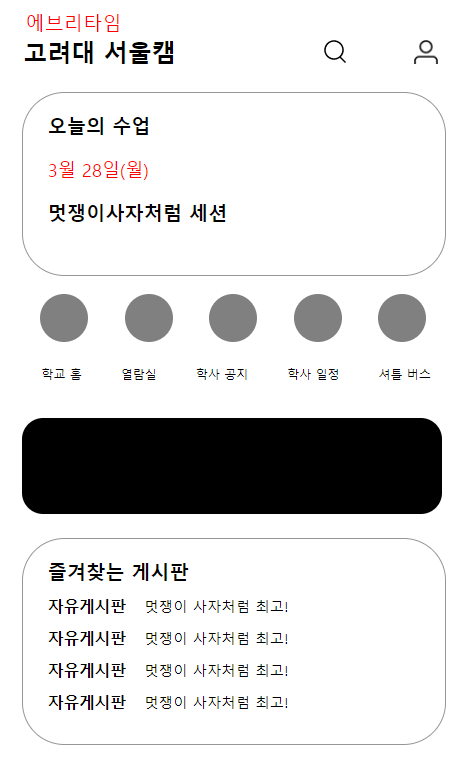 에브리타임
고려대 서울캠
오늘의 수업
3월 28일(월)
멋쟁이사자처럼 세션
학교 홈 열람실 학사 공지 학사 일정 셔틀 버스
즐겨찾는 게시판
자유게시판 멋쟁이 사자처럼 최고!
자유게시판 멋쟁이 사자처럼 최고!
자유게시판 멋쟁이 사자처럼 최고!
자유게시판 멋쟁이 사자처럼 최고!